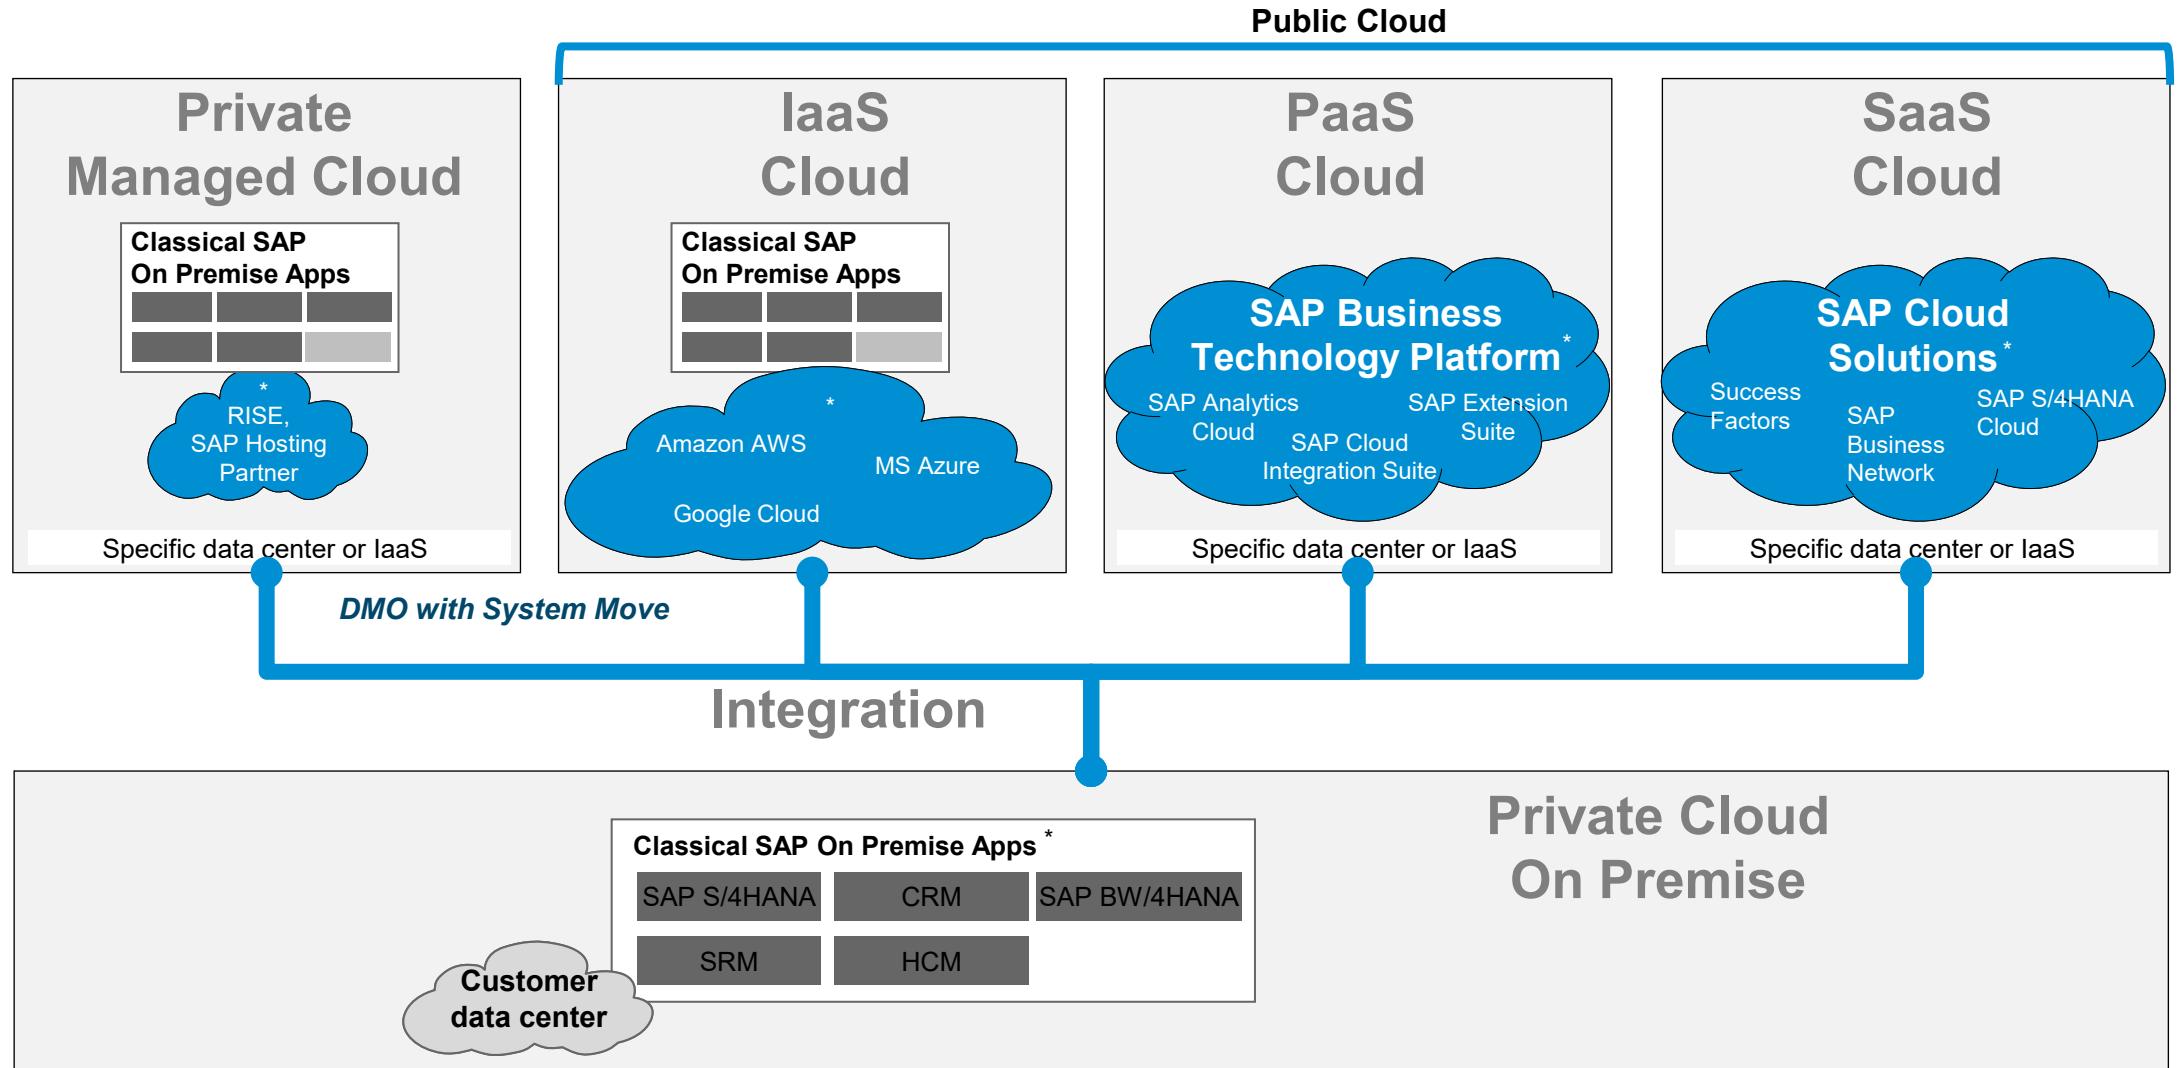 Public Cloud
Private
Managed Cloud
Classical SAP
On Premise Apps
*
RISE,
SAP Hosting
Partner
Specific data center or IaaS
IaaS
Cloud
Classical SAP
On Premise Apps
*
Amazon AWS
MS Azure
Google Cloud
PaaS
Cloud
SAP Business
Technology Platform*
SAP Analytics
Cloud
SAP Cloud
Integration Suite
SAP Extension
Suite
Specific data center or IaaS
SaaS
Cloud
SAP Cloud
Solutions*
Success
Factors
SAP
Business
Network
SAP S/4HANA
Cloud
Specific data center or IaaS
DMO with System Move
Integration
Private Cloud
On Premise
Classical SAP On Premise Apps *
SAP S/4HANA
CRM
SAP BW/4HANA
SRM
HCM
Customer
data center